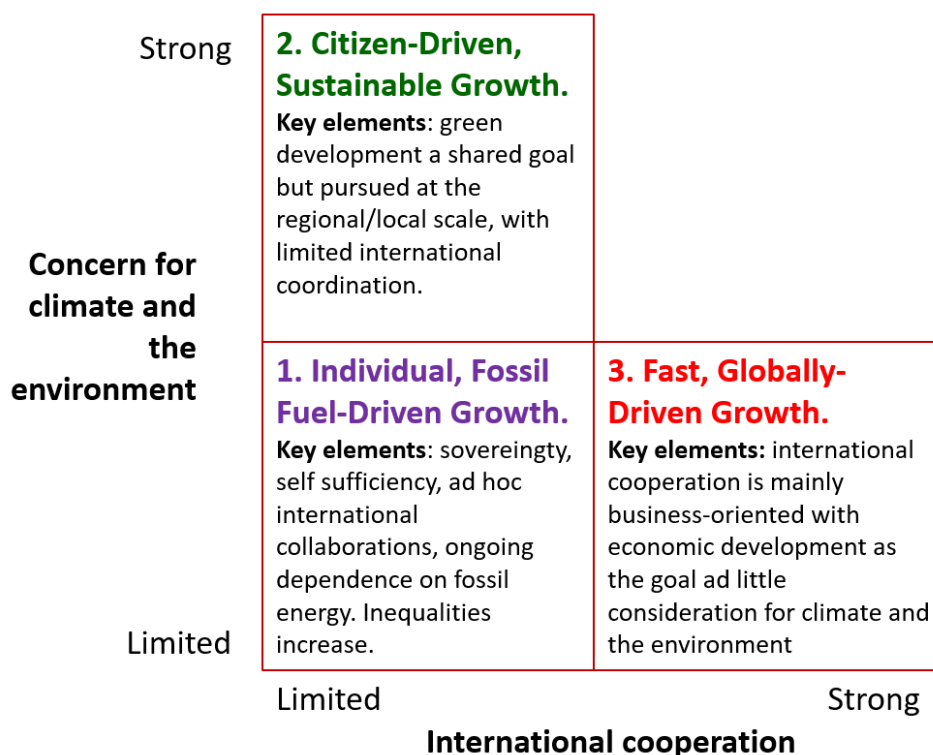 Strong
2. Citizen-Driven,
Sustainable Growth.
Key elements: green
development a shared goal
but pursued at the
regional/local scale, with
limited international
coordination.
Concern for
climate and
the
environment
1. Individual, Fossil
Fuel-Driven Growth.
Key elements: sovereingty,
self sufficiency, ad hoc
international
collaborations, ongoing
dependence on fossil
energy. Inequalities
increase.
3. Fast, Globally-
Driven Growth.
Key elements: international
cooperation is mainly
business-oriented with
economic development as
the goal ad little
consideration for climate and
the environment
Limited
Limited
Strong
International cooperation